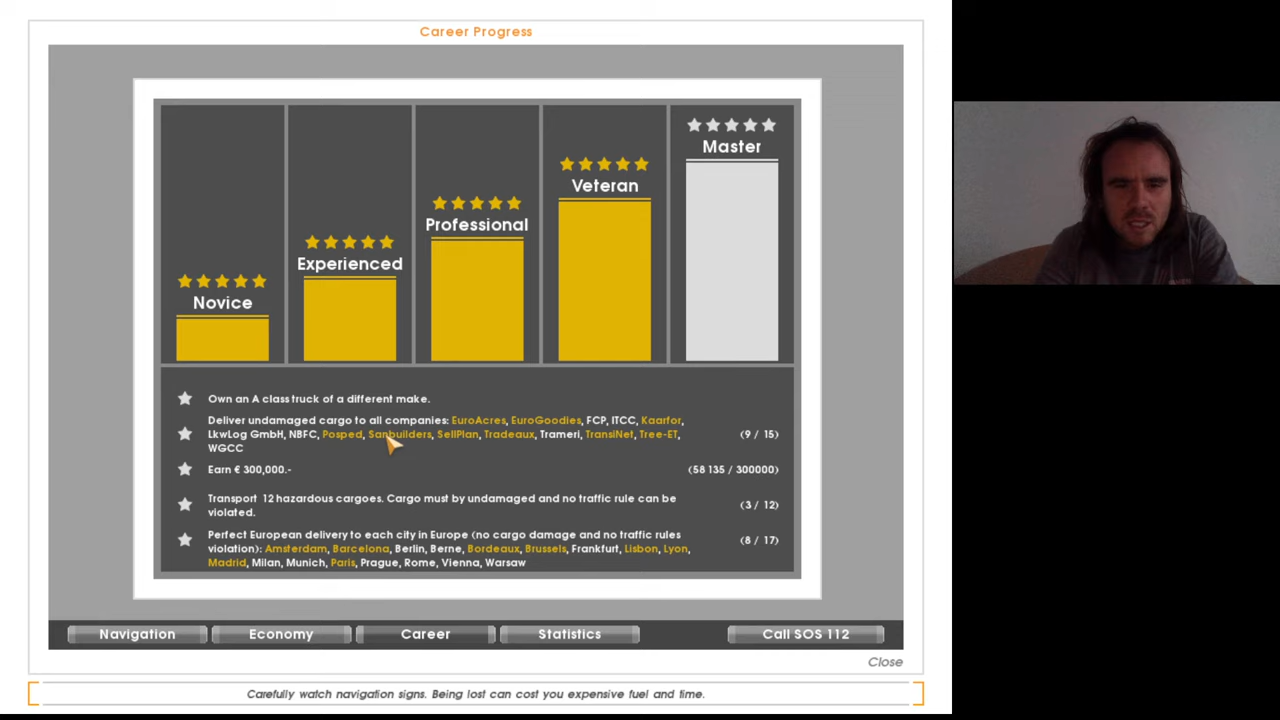 Career Progress
Master
Veteran
Professional
Experienced
Novice
Own an A class truck of a different make.
Deliver undamaged cargo to all companies: EuroAcres, EuroGoodies, FCP, ITCC, Kaarfor,
LkwLog GmbH, NBFC, Posped, Sanbuilders, SellPlan, Tradeaux, Trameri, TransiNet, Tree-ET,
WGCC
(9 / 15)
Earn € 300,000.-
(58 135 / 300000)
Transport 12 hazardous cargoes. Cargo must by undamaged and no traffic rule can be
violated.
(3 / 12)
Perfect European delivery to each city in Europe (no cargo damage and no traffic rules
violation): Amsterdam, Barcelona, Berlin, Berne, Bordeaux, Brussels, Frankfurt, Lisbon, Lyon,
Madrid, Milan, Munich, Paris, Prague, Rome, Vienna, Warsaw
(8 / 17)
Navigation
Economy
Career
Statistics
Call SOS 112
Close
Carefully watch navigation signs. Being lost can cost you expensive fuel and time.